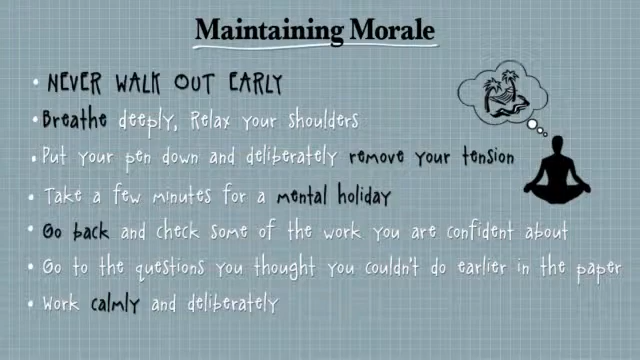 Maintaining Morale
• NEVER WALK OUT EARLY
• Breathe deeply, Relax your shoulders
• Put your pen down and deliberately remove your tension
• Take a few minutes for a mental holiday
• Go back and check some of the work you are confident about
• Go to the questions you thought you couldn't do earlier in the paper
• Work calmly and deliberately